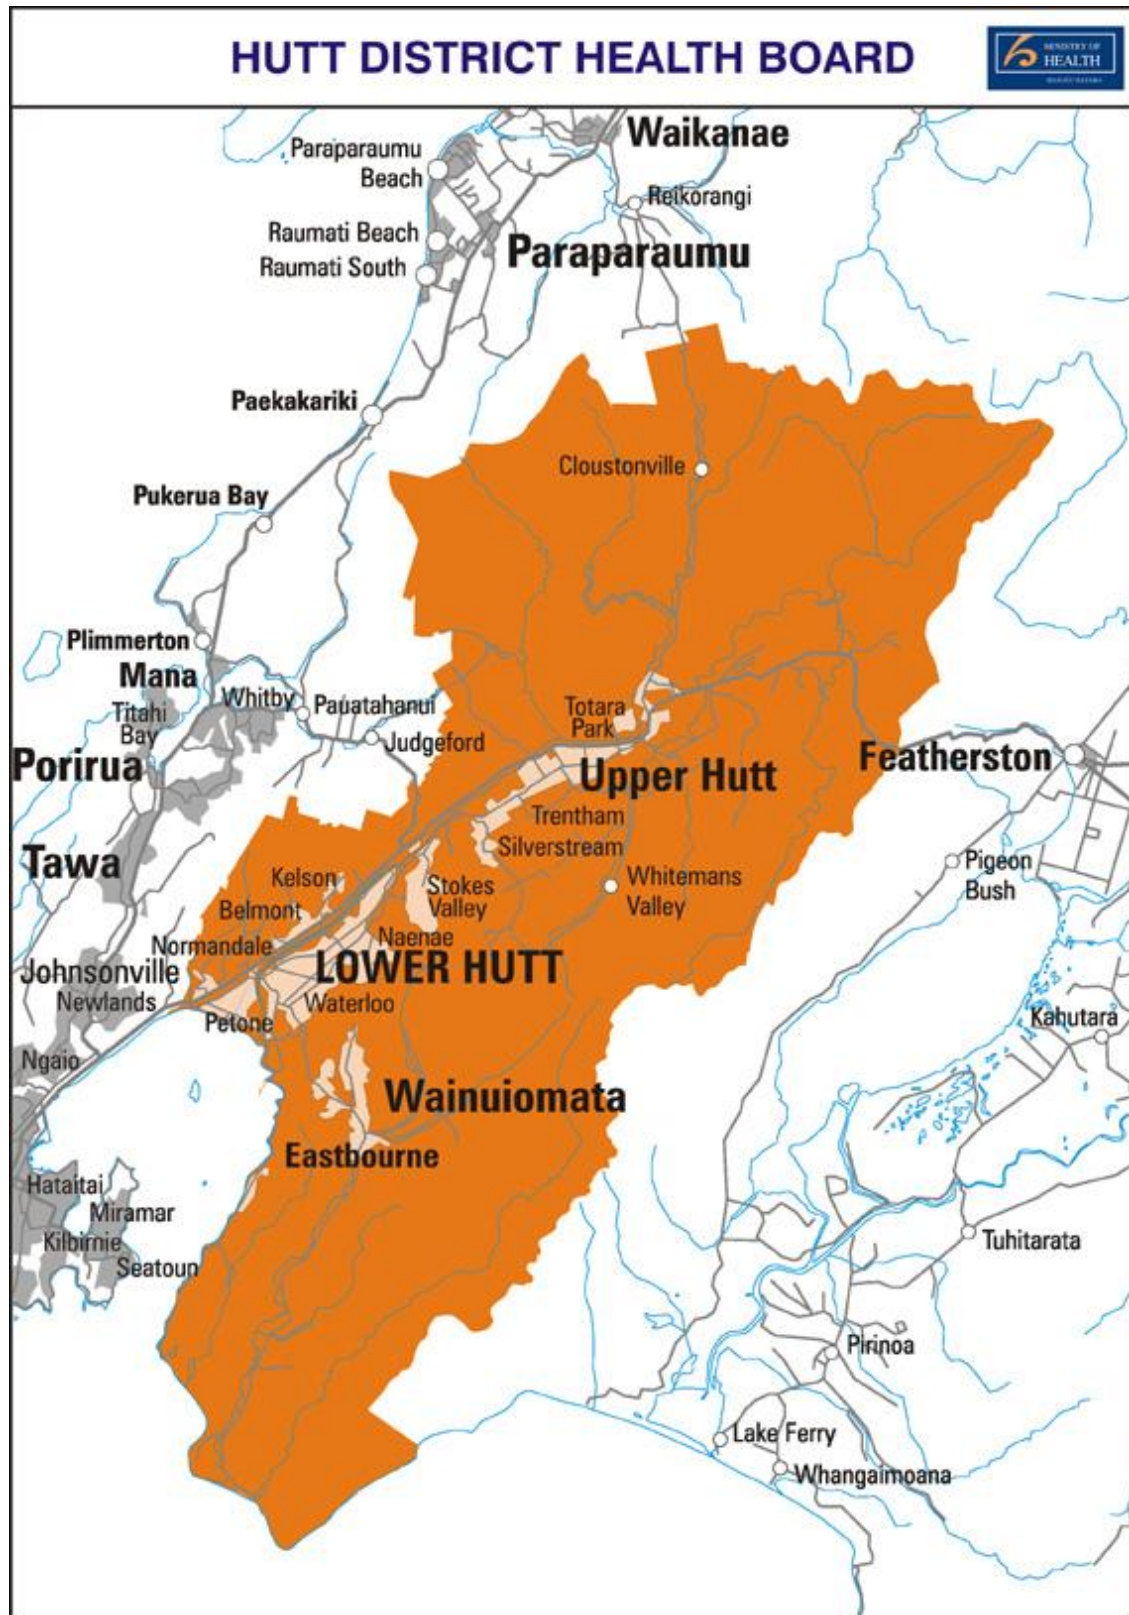 HUTT DISTRICT HEALTH BOARD
MINISTRY OF
HEALTH
Waikanae
Paraparaumu
Beach
Reikorangi
Raumati Beach
Paraparaumu
Raumati South
Paekakariki
Cloustonville
Pukerua Bay
Plimmerton
Mana
Whitby
Pauatahanui
Titahi
Bay
Totara
Park
Judgeford
Porirua
Upper Hutt
Featherston
Trentham
Silverstream
Tawa
Kelson
Stokes
Valley
Whitemans
Valley
Pigeon
Bush
Belmont
Naenae
Normandale
LOWER HUTT
Johnsonville
Newlands
Waterloo
Petone
Kahutara
Ngaio
Wainuiomata
Eastbourne
Hataitai
Miramar
Kilbirnie
Seatoun
Tuhitarata
Pirinoa
Lake Ferry
Whangaimoana